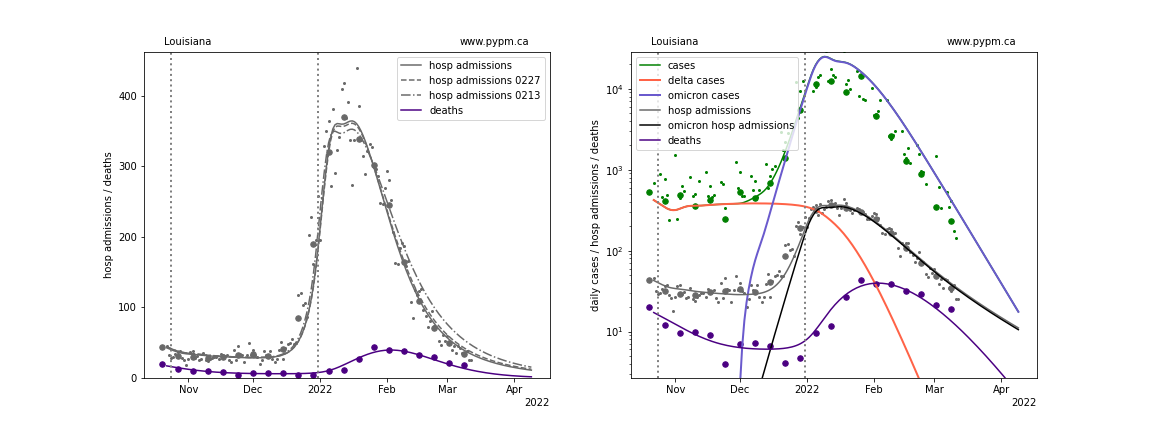 Louisiana www.pypm.ca
hosp admissions
hosp admissions 0227
hosp admissions 0213
deaths
hosp admissions / deaths
400
300
200
100
0
Nov Dec 2022 Feb Mar Apr
2022
Louisiana www.pypm.ca
cases
delta cases
omicron cases
hosp admissions
omicron hosp admissions
deaths
daily cases / hosp admissions / deaths
10⁴
10³
10²
10¹
Nov Dec 2022 Feb Mar Apr
2022